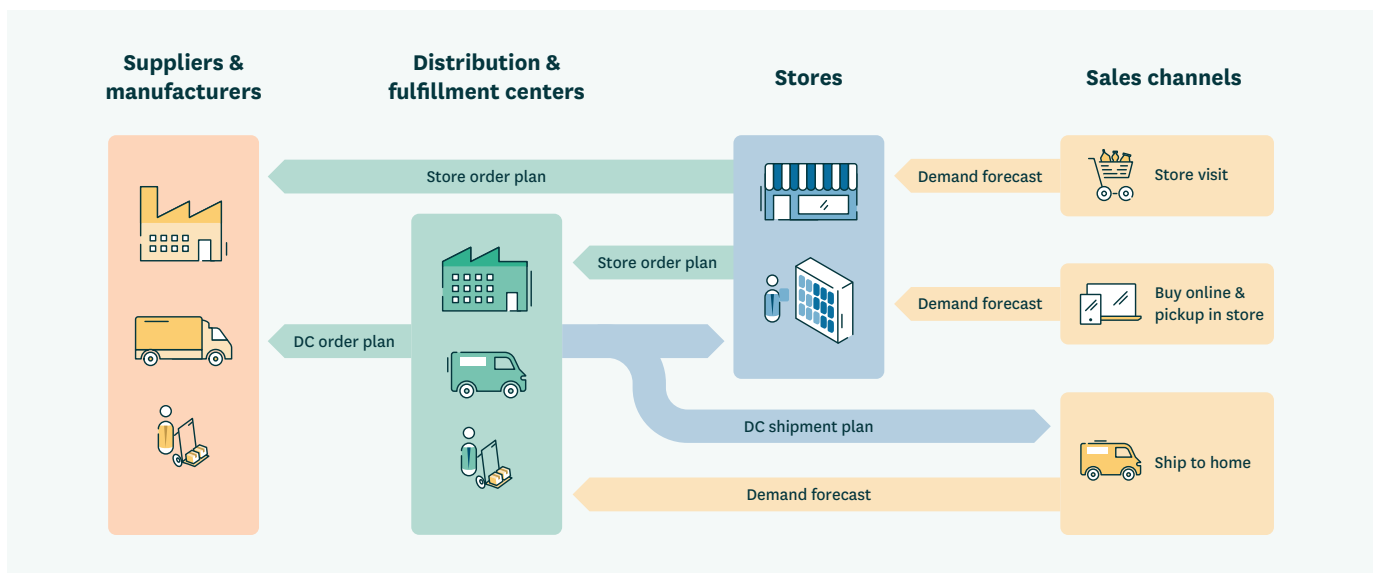 Suppliers &
manufacturers
Distribution &
fulfillment centers
Stores
Sales channels
Store order plan
Demand forecast
Store visit
Store order plan
Demand forecast
Buy online &
pickup in store
DC order plan
DC shipment plan
Ship to home
Demand forecast